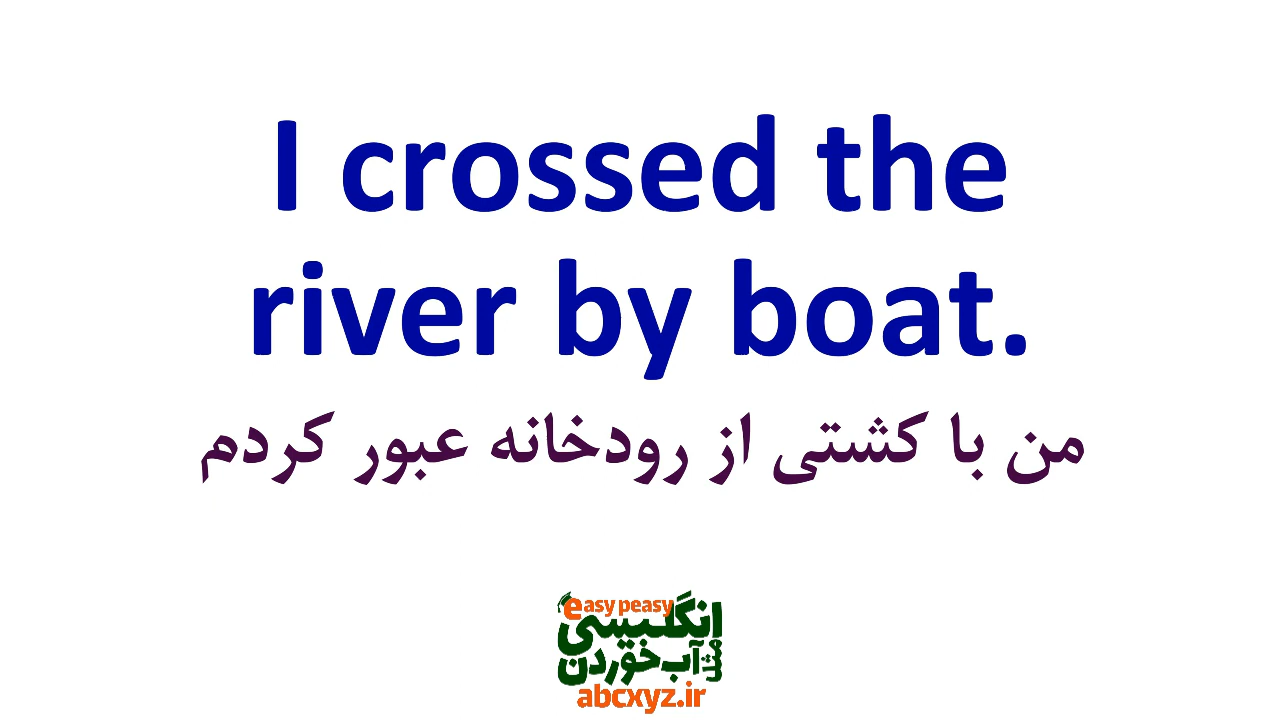 I crossed the
river by boat.
من با کشتی از رودخانه عبور کردم
easy peasy
انگلیسی
مثل آب خوردن
abcxyz.ir